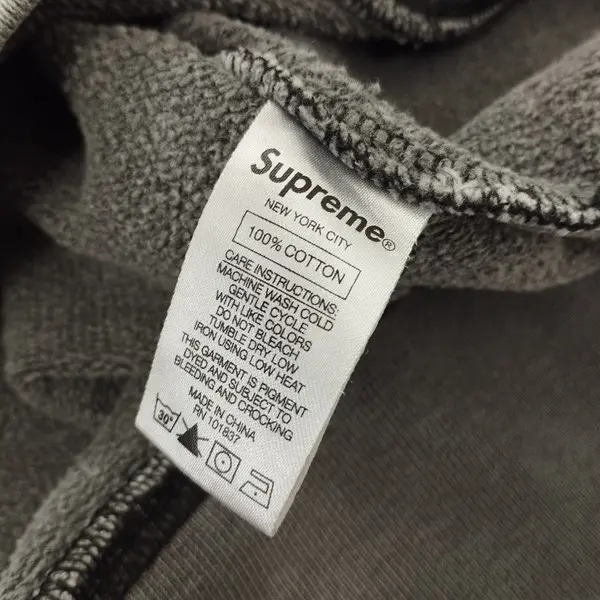 Supreme®
NEW YORK CITY
100% COTTON
CARE INSTRUCTIONS:
MACHINE WASH COLD
GENTLE CYCLE
WITH LIKE COLORS
DO NOT BLEACH
TUMBLE DRY LOW
IRON USING LOW HEAT
THIS GARMENT IS PIGMENT
DYED AND SUBJECT TO
BLEEDING AND CROCKING
MADE IN CHINA
RN 101837
30°